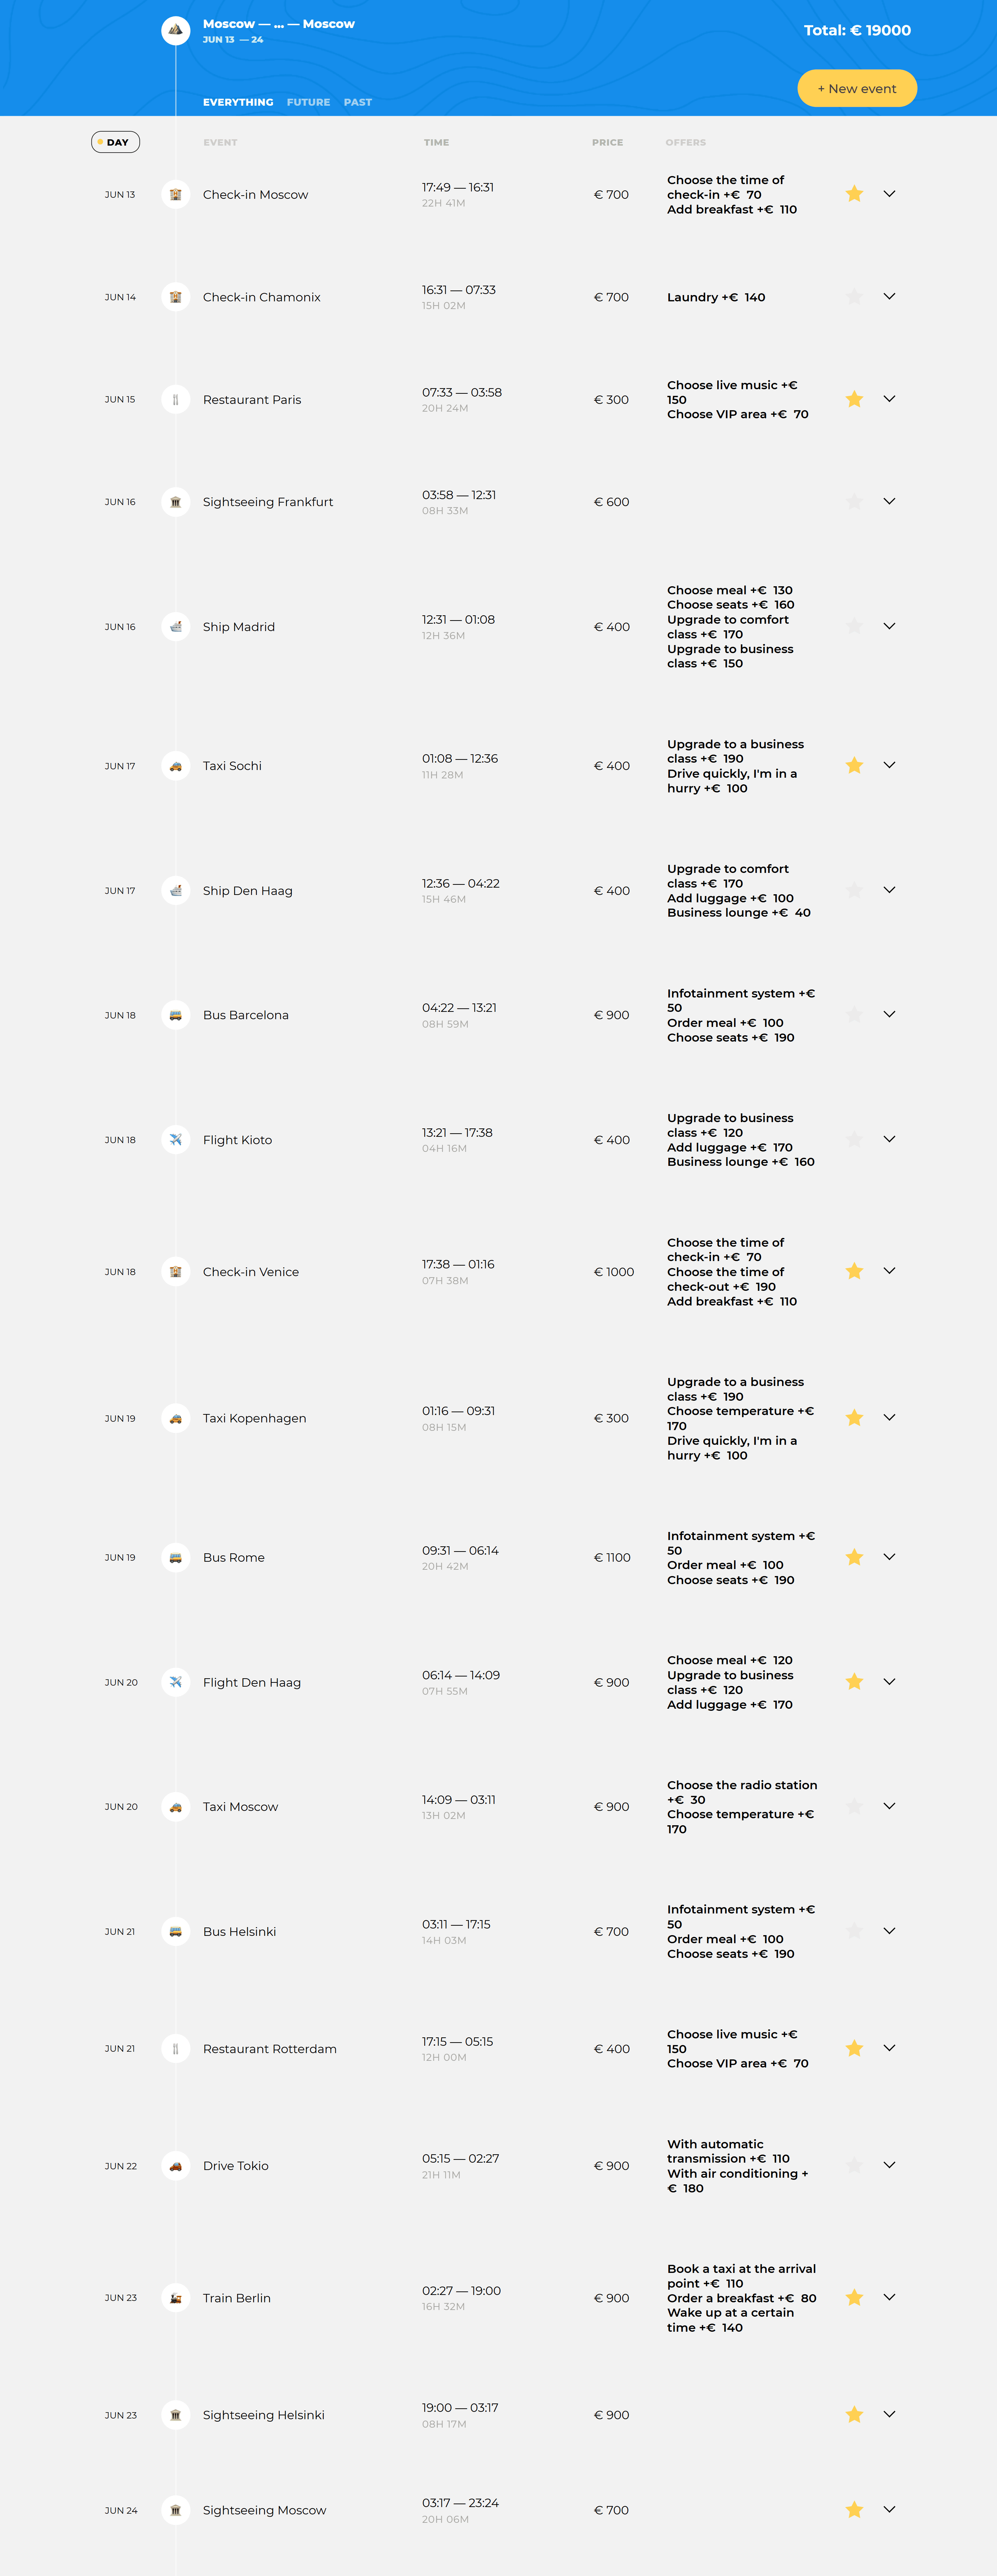 Moscow — ... — Moscow
JUN 13 — 24
Total: € 19000
EVERYTHING FUTURE PAST
+ New event
DAY EVENT TIME PRICE OFFERS
JUN 13 Check-in Moscow 17:49 — 16:31 € 700
22H 41M
Choose the time of
check-in +€ 70
Add breakfast +€ 110
JUN 14 Check-in Chamonix 16:31 — 07:33 € 700
15H 02M
Laundry +€ 140
JUN 15 Restaurant Paris 07:33 — 03:58 € 300
20H 24M
Choose live music +€
150
Choose VIP area +€ 70
JUN 16 Sightseeing Frankfurt 03:58 — 12:31 € 600
08H 33M
JUN 16 Ship Madrid 12:31 — 01:08 € 400
12H 36M
Choose meal +€ 130
Choose seats +€ 160
Upgrade to comfort
class +€ 170
Upgrade to business
class +€ 150
JUN 17 Taxi Sochi 01:08 — 12:36 € 400
11H 28M
Upgrade to a business
class +€ 190
Drive quickly, I'm in a
hurry +€ 100
JUN 17 Ship Den Haag 12:36 — 04:22 € 400
15H 46M
Upgrade to comfort
class +€ 170
Add luggage +€ 100
Business lounge +€ 40
JUN 18 Bus Barcelona 04:22 — 13:21 € 900
08H 59M
Infotainment system +€
50
Order meal +€ 100
Choose seats +€ 190
JUN 18 Flight Kioto 13:21 — 17:38 € 400
04H 16M
Upgrade to business
class +€ 120
Add luggage +€ 170
Business lounge +€ 160
JUN 18 Check-in Venice 17:38 — 01:16 € 1000
07H 38M
Choose the time of
check-in +€ 70
Choose the time of
check-out +€ 190
Add breakfast +€ 110
JUN 19 Taxi Kopenhagen 01:16 — 09:31 € 300
08H 15M
Upgrade to a business
class +€ 190
Choose temperature +€
170
Drive quickly, I'm in a
hurry +€ 100
JUN 19 Bus Rome 09:31 — 06:14 € 1100
20H 42M
Infotainment system +€
50
Order meal +€ 100
Choose seats +€ 190
JUN 20 Flight Den Haag 06:14 — 14:09 € 900
07H 55M
Choose meal +€ 120
Upgrade to business
class +€ 120
Add luggage +€ 170
JUN 20 Taxi Moscow 14:09 — 03:11 € 900
13H 02M
Choose the radio station
+€ 30
Choose temperature +€
170
JUN 21 Bus Helsinki 03:11 — 17:15 € 700
14H 03M
Infotainment system +€
50
Order meal +€ 100
Choose seats +€ 190
JUN 21 Restaurant Rotterdam 17:15 — 05:15 € 400
12H 00M
Choose live music +€
150
Choose VIP area +€ 70
JUN 22 Drive Tokio 05:15 — 02:27 € 900
21H 11M
With automatic
transmission +€ 110
With air conditioning +
€ 180
JUN 23 Train Berlin 02:27 — 19:00 € 900
16H 32M
Book a taxi at the arrival
point +€ 110
Order a breakfast +€ 80
Wake up at a certain
time +€ 140
JUN 23 Sightseeing Helsinki 19:00 — 03:17 € 900
08H 17M
JUN 24 Sightseeing Moscow 03:17 — 23:24 € 700
20H 06M